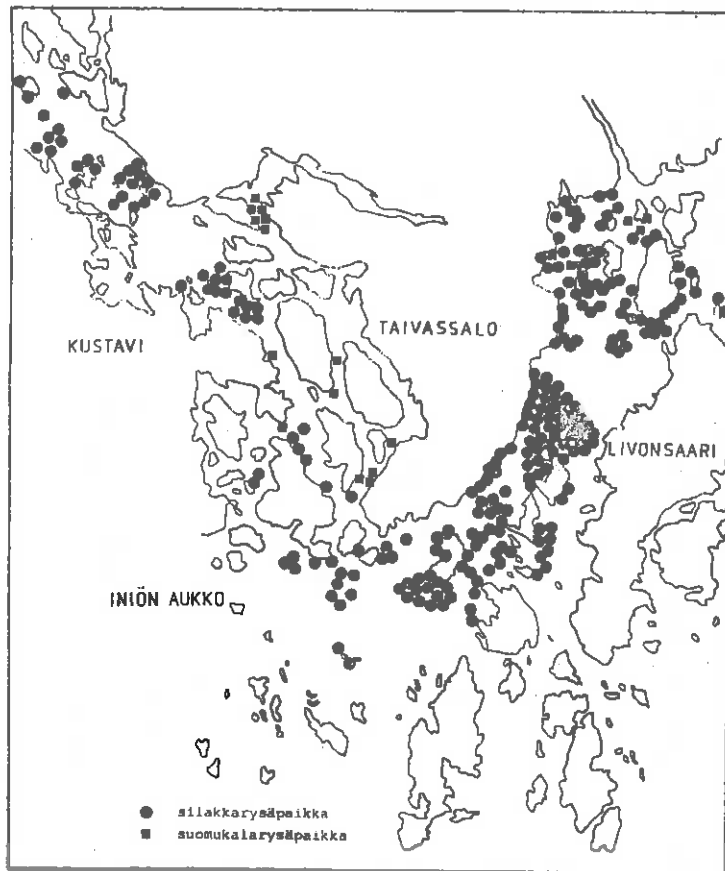 TAIVASSALO
KUSTAVI
LIVONSAARI
INIÖN AUKKO
silakkarysäpaikka
suomukalarysäpaikka